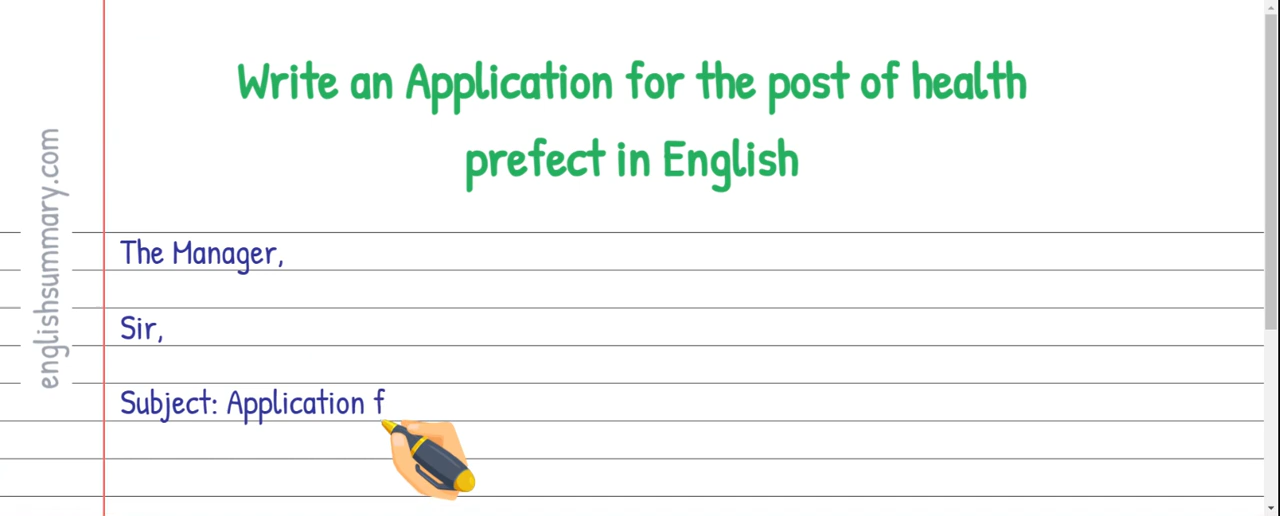 Write an Application for the post of health
prefect in English
englishsummary.com
The Manager,
Sir,
Subject: Application f